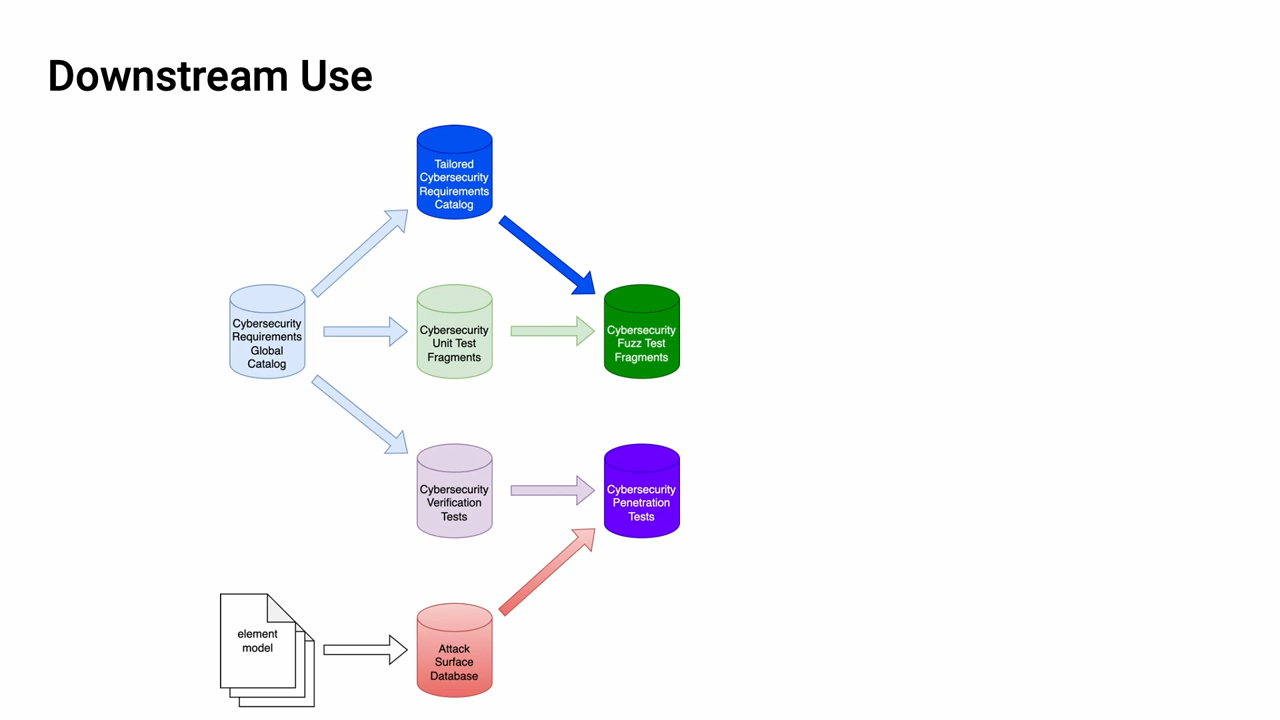 Downstream Use
Tailored
Cybersecurity
Requirements
Catalog
Cybersecurity
Requirements
Global
Catalog
Cybersecurity
Unit Test
Fragments
Cybersecurity
Fuzz Test
Fragments
Cybersecurity
Verification
Tests
Cybersecurity
Penetration
Tests
element
model
Attack
Surface
Database